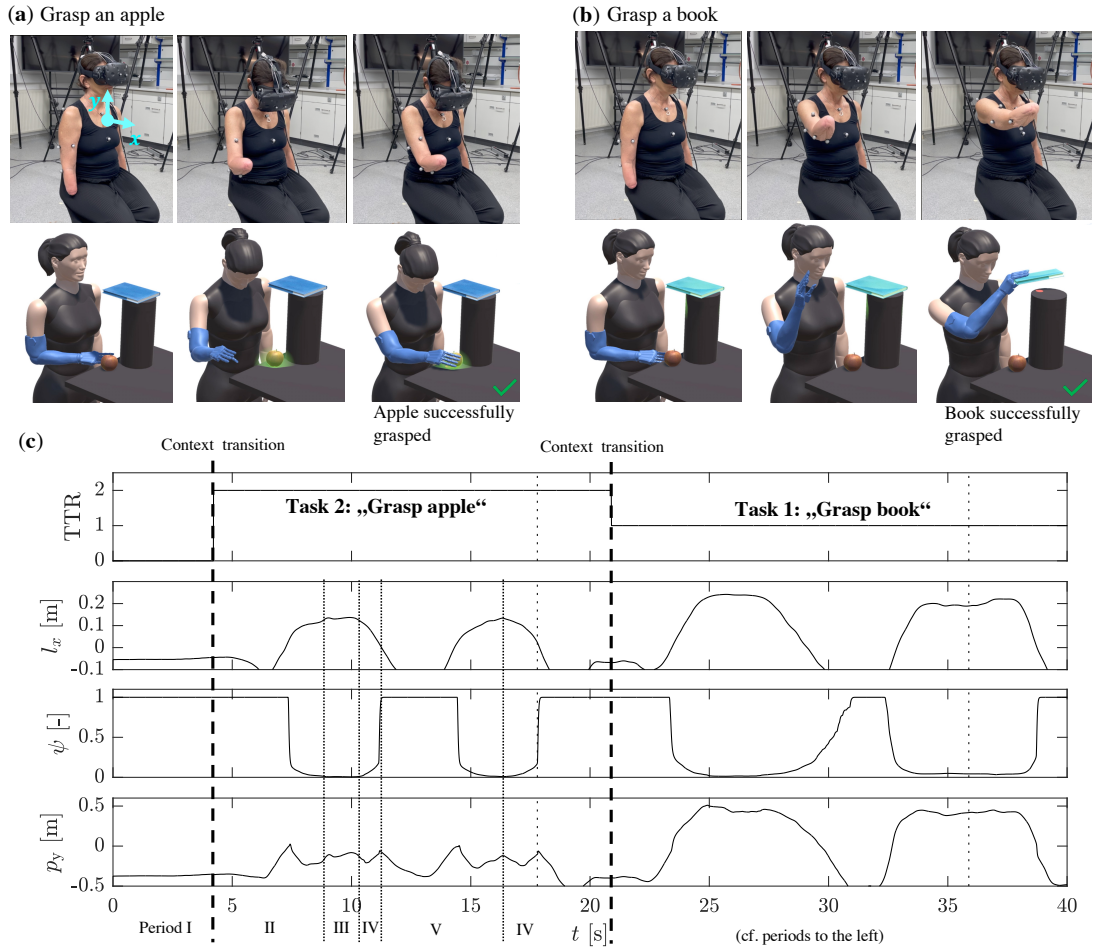 (a) Grasp an apple
(b) Grasp a book
y
x
Apple successfully
grasped
Book successfully
grasped
(c)
Context transition
Context transition
TTR
2
1
0
Task 2: „Grasp apple“
Task 1: „Grasp book“
l_x [m]
0.2
0.1
0
-0.1
ψ [-]
1
0.5
0
p_y [m]
0.5
0
-0.5
0 5 10 15 20 25 30 35 40
Period I II III IV V IV t [s] (cf. periods to the left)